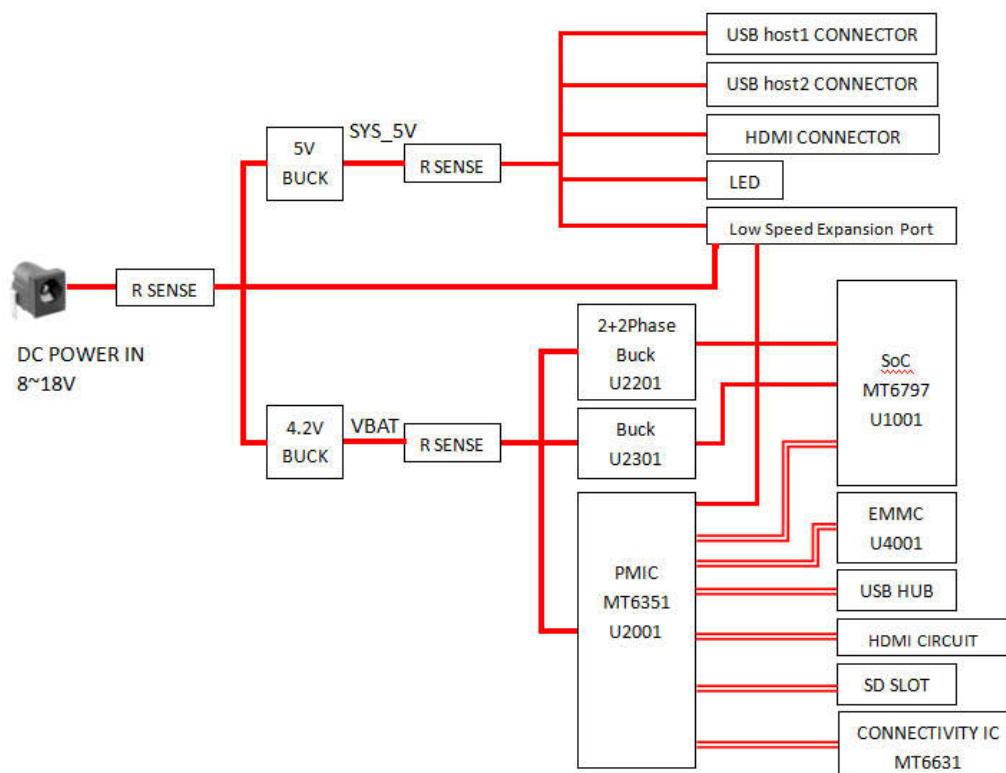 USB host1 CONNECTOR
USB host2 CONNECTOR
SYS_5V
5V
BUCK
R SENSE
HDMI CONNECTOR
LED
Low Speed Expansion Port
R SENSE
DC POWER IN
8~18V
2+2Phase
Buck
U2201
SoC
MT6797
U1001
4.2V
BUCK
VBAT
R SENSE
Buck
U2301
PMIC
MT6351
U2001
EMMC
U4001
USB HUB
HDMI CIRCUIT
SD SLOT
CONNECTIVITY IC
MT6631